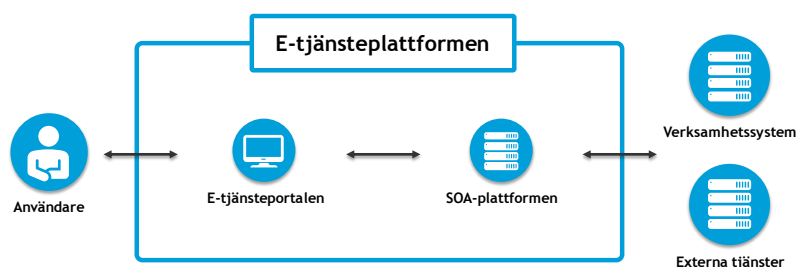 E-tjänsteplattformen
Verksamhetssystem
Användare
E-tjänsteportalen
SOA-plattformen
Externa tjänster